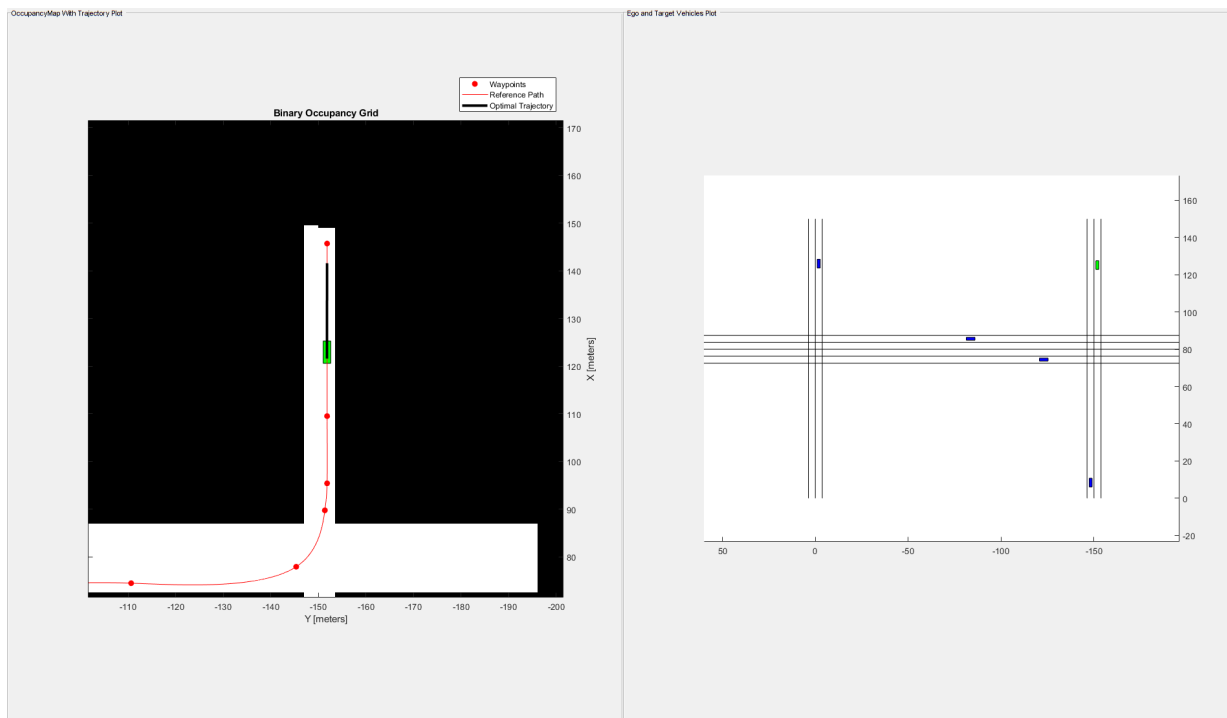 OccupancyMap With Trajectory Plot
Waypoints
Reference Path
Optimal Trajectory
Binary Occupancy Grid
170
160
150
140
130
120
110
100
90
80
X [meters]
-110 -120 -130 -140 -150 -160 -170 -180 -190 -200
Y [meters]
Ego and Target Vehicles Plot
160
140
120
100
80
60
40
20
0
-20
50 0 -50 -100 -150